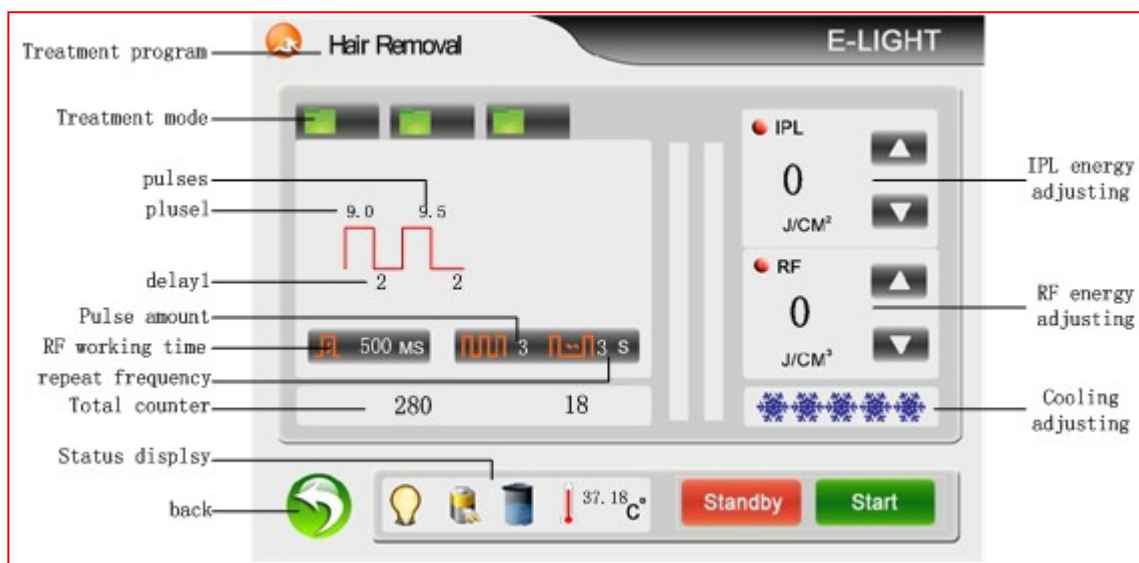 Treatment program
Hair Removal
E-LIGHT
Treatment mode
IPL
0
J/CM²
IPL energy
adjusting
pulses
plusel
9.0
9.5
delay1
2
2
RF
0
J/CM³
RF energy
adjusting
Pulse amount
RF working time
500 MS
3
3 S
repeat frequency
Total counter
280
18
Cooling
adjusting
Status displsy
back
37.18 C°
Standby
Start